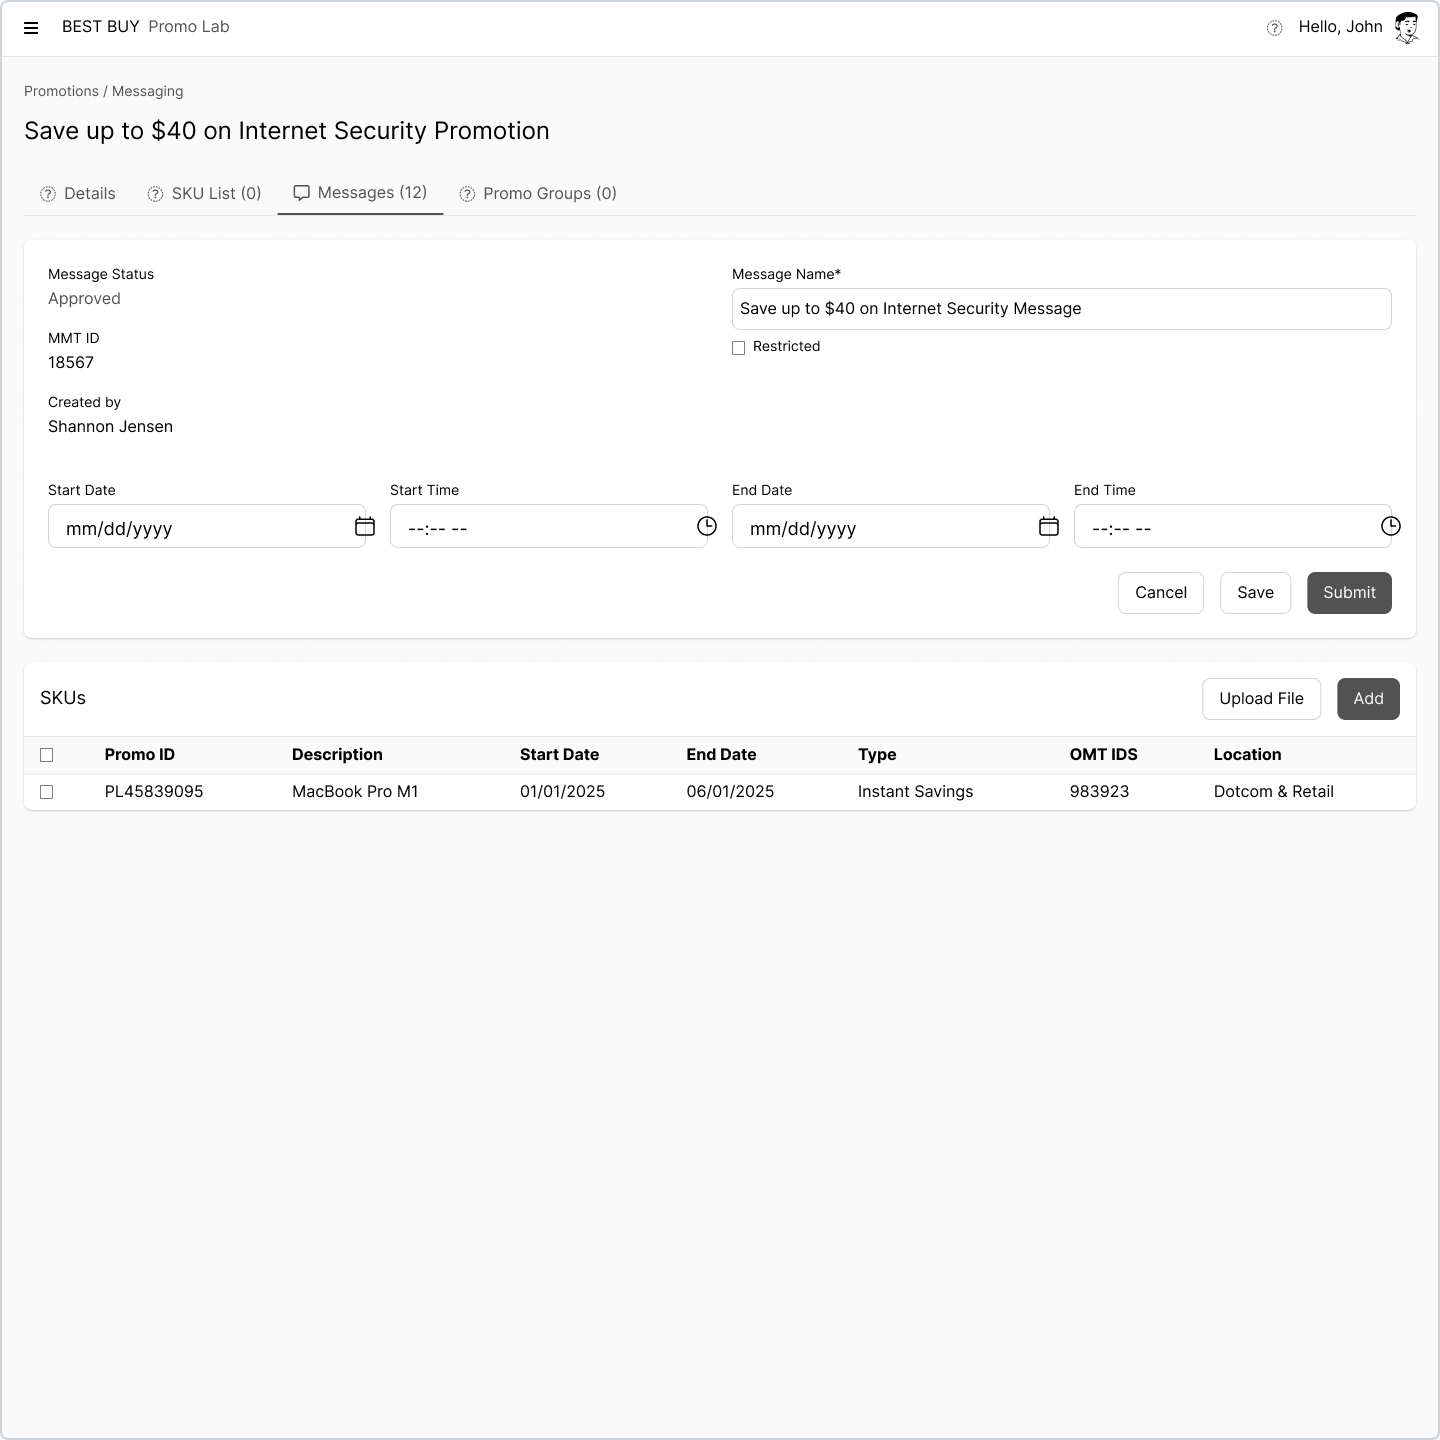 BEST BUY Promo Lab
Hello, John
Promotions / Messaging
Save up to $40 on Internet Security Promotion
Details
SKU List (0)
Messages (12)
Promo Groups (0)
Message Status
Approved
MMT ID
18567
Created by
Shannon Jensen
Message Name*
Save up to $40 on Internet Security Message
Restricted
Start Date
mm/dd/yyyy
Start Time
--:-- --
End Date
mm/dd/yyyy
End Time
--:-- --
Cancel
Save
Submit
SKUs
Upload File
Add
Promo ID Description Start Date End Date Type OMT IDS Location
PL45839095 MacBook Pro M1 01/01/2025 06/01/2025 Instant Savings 983923 Dotcom & Retail